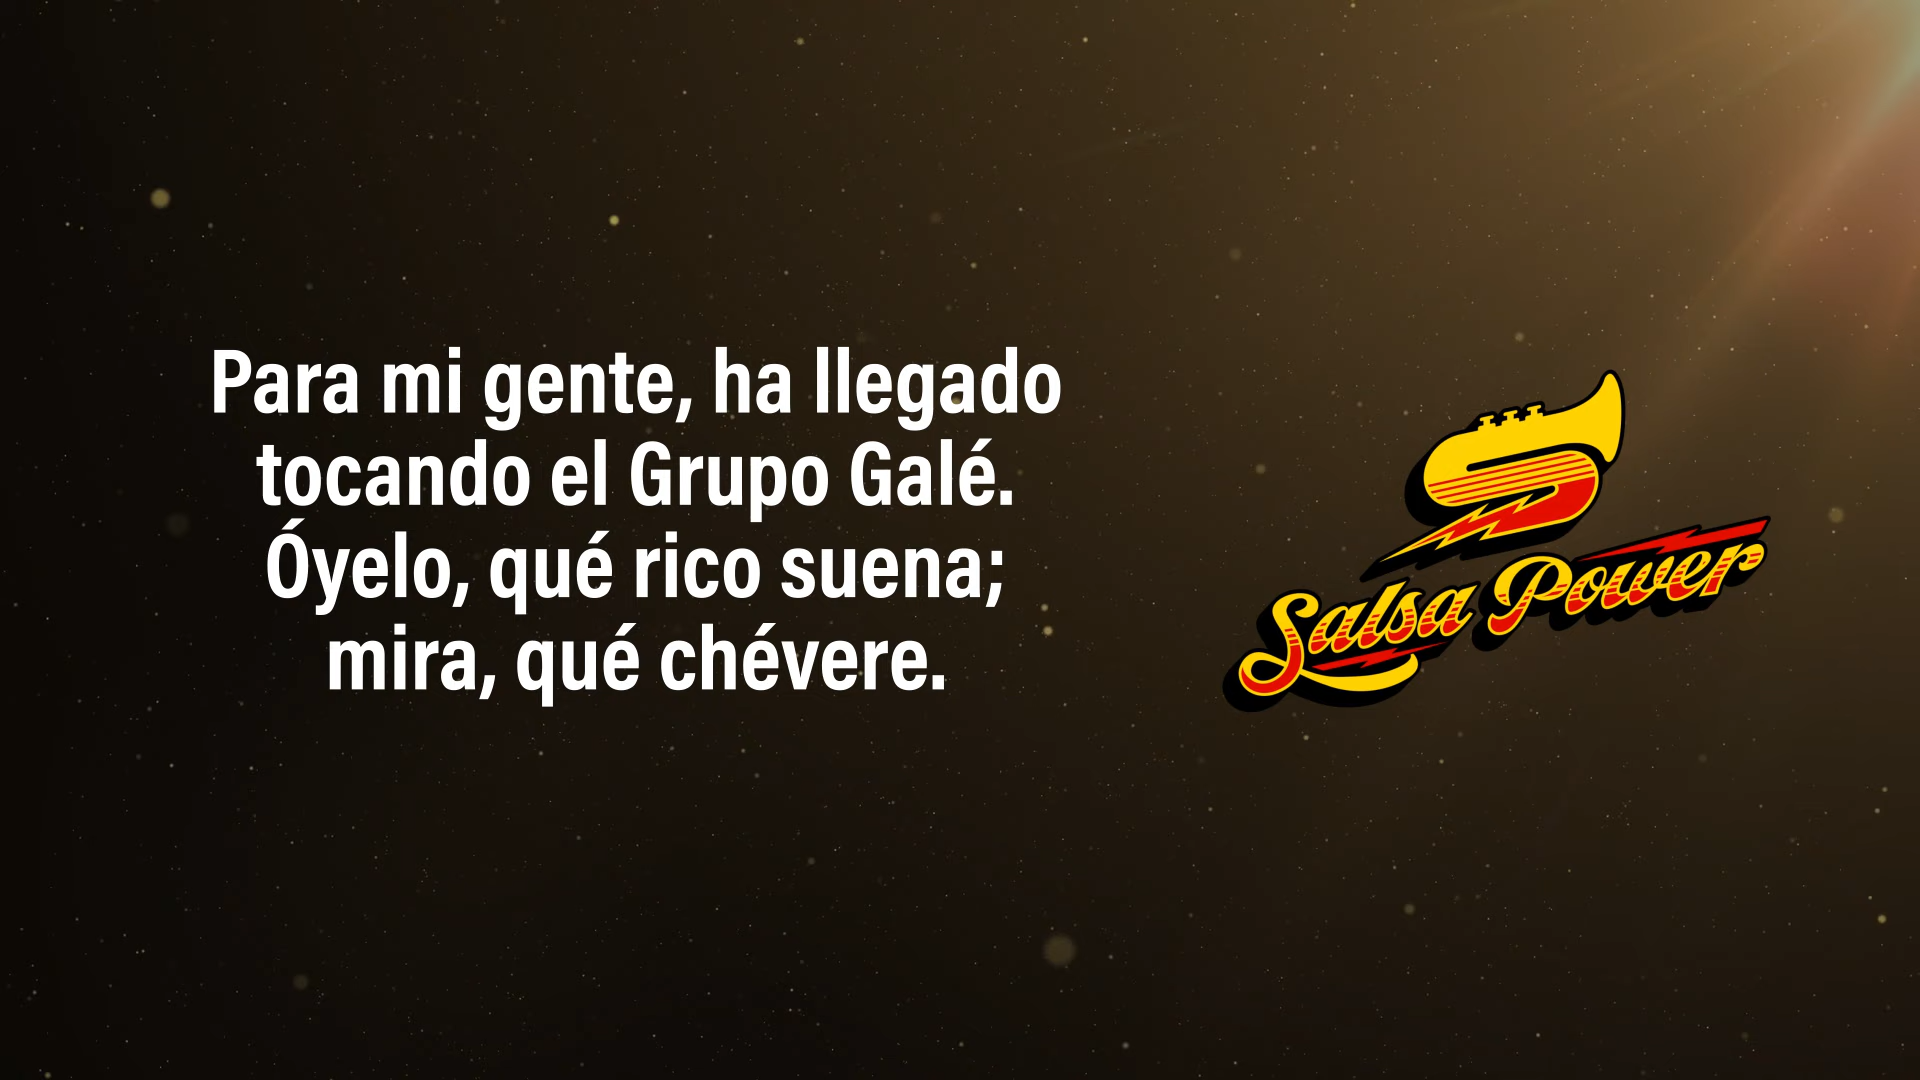 Para mi gente, ha llegado
tocando el Grupo Galé.
Óyelo, qué rico suena;
mira, qué chévere.
Salsa Power